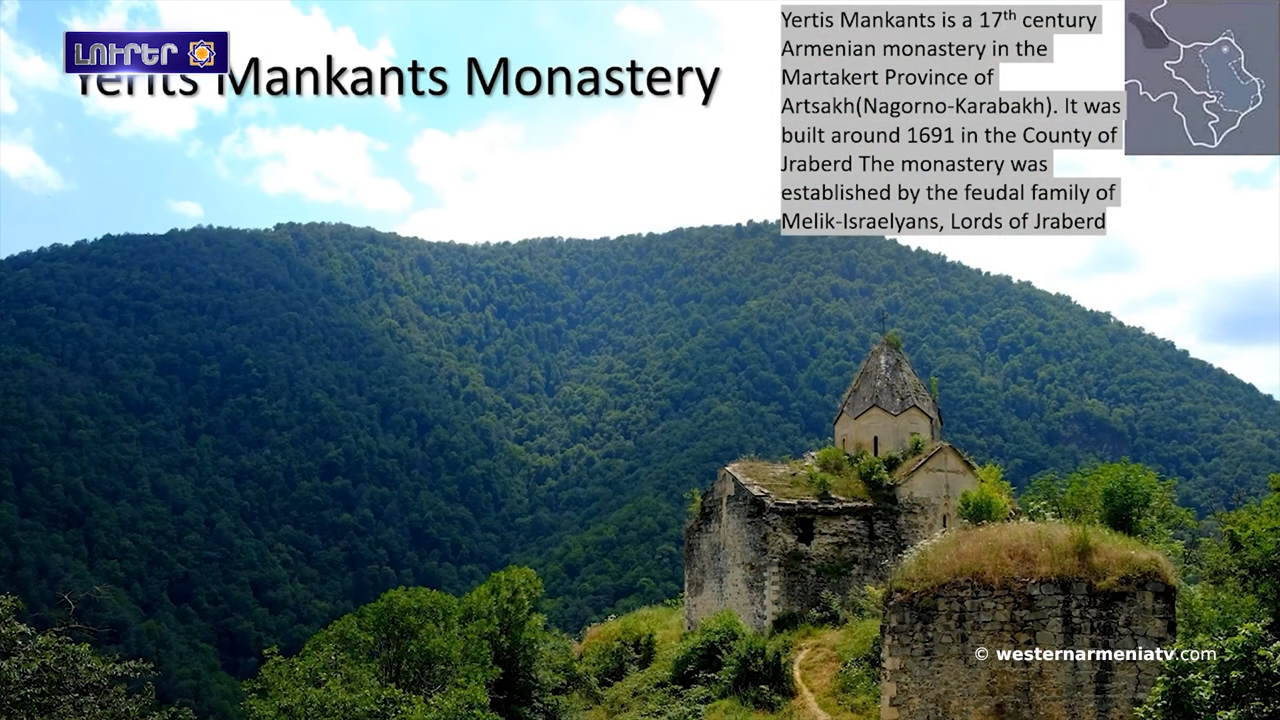 ԼՈՒՐԵՐ
Yerits Mankants Monastery
Yertis Mankants is a 17th century
Armenian monastery in the
Martakert Province of
Artsakh(Nagorno-Karabakh). It was
built around 1691 in the County of
Jraberd The monastery was
established by the feudal family of
Melik-Israelyans, Lords of Jraberd
© westernarmeniatv.com